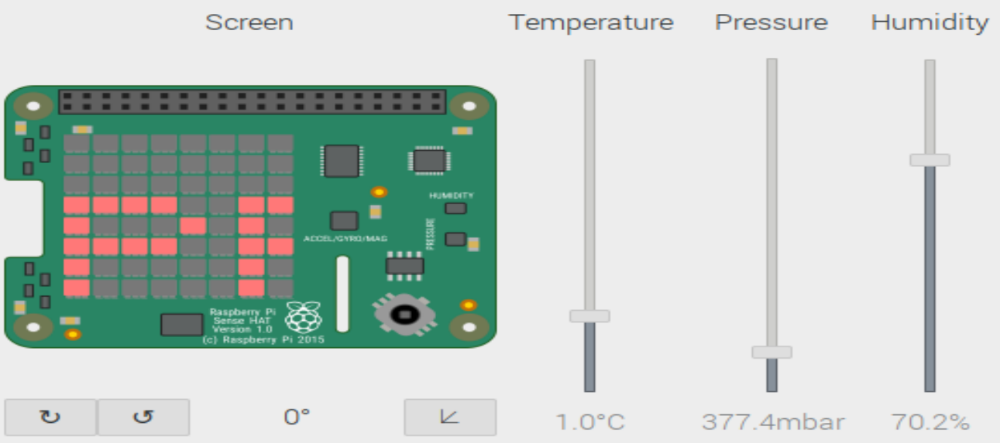 Screen
Temperature
Pressure
Humidity
HUMIDITY
PRESSURE
ACCEL/GYRO/MAG
Raspberry Pi
Sense HAT
Version 1.0
(c) Raspberry Pi 2015
0°
1.0°C
377.4mbar
70.2%